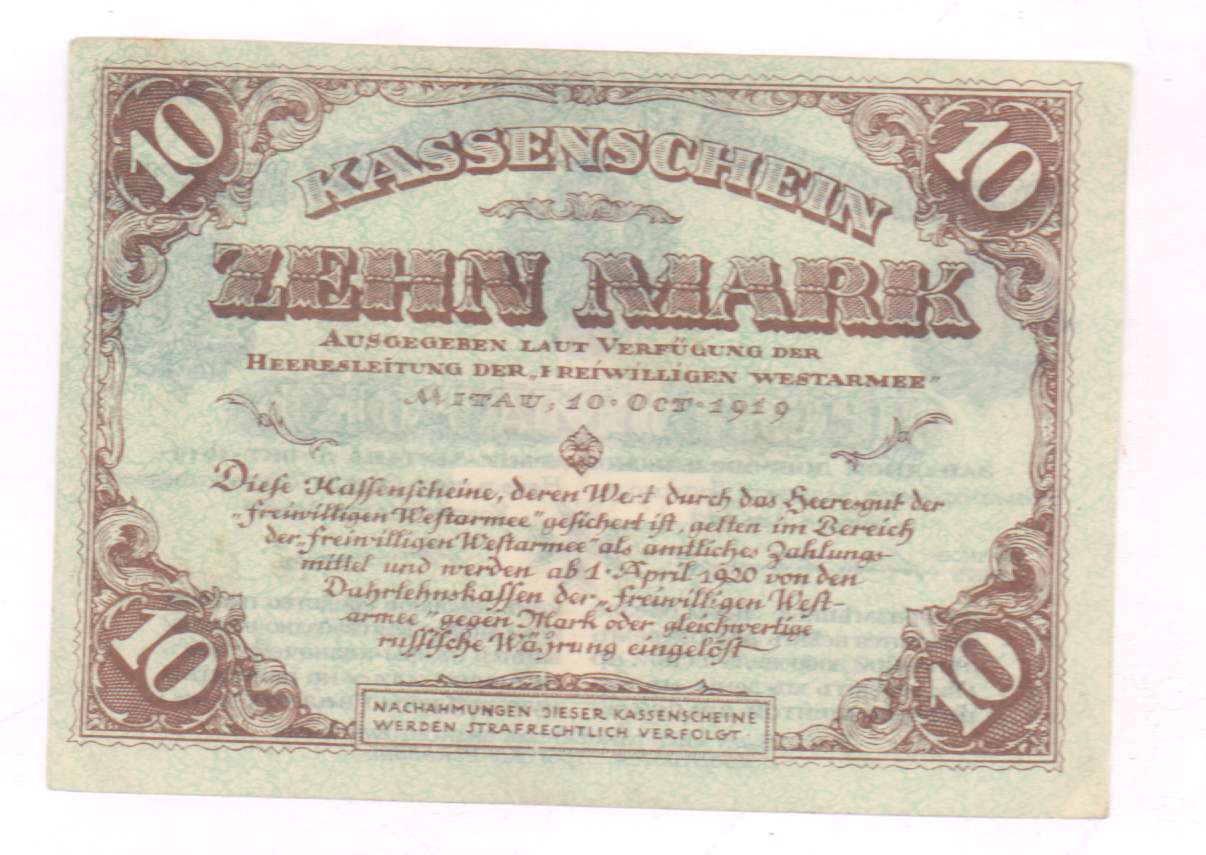 10 10
KASSENSCHEIN
ZEHN MARK
AUSGEGEBEN LAUT VERFÜGUNG DER
HEERESLEITUNG DER „FREIWILLIGEN WESTARMEE"
MITAU, 10. OCT. 1919
Diese Kassenscheine, deren Wert durch das Heeresgut der
„freiwilligen Westarmee" gesichert ist, gelten im Bereich
der „freiwilligen Westarmee" als amtliches Zahlungs-
mittel und werden ab 1. April 1920 von den
Dahrlehnskassen der „freiwilligen West-
armee" gegen Mark oder gleichwertige
russische Währung eingelöst
10 10
NACHAHMUNGEN DIESER KASSENSCHEINE
WERDEN STRAFRECHTLICH VERFOLGT.